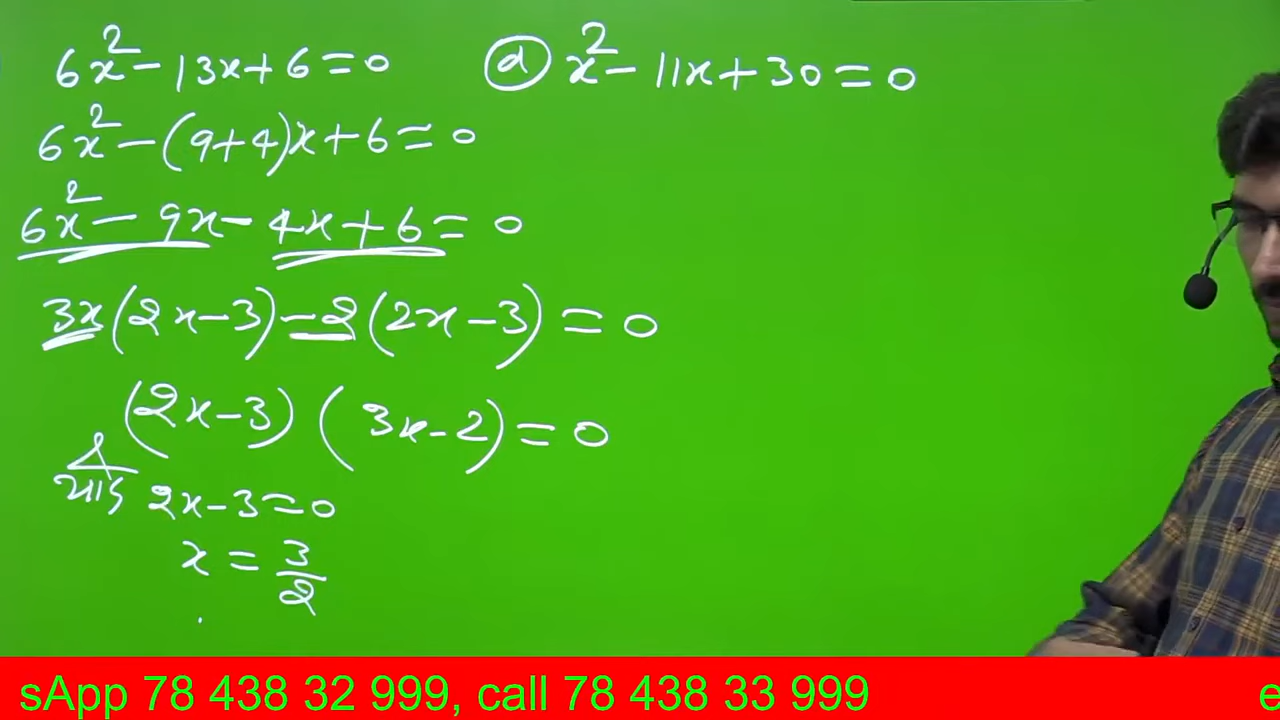 6x² - 13x + 6 = 0
6x² - (9+4)x + 6 = 0
6x² - 9x - 4x + 6 = 0
3x(2x-3) - 2(2x-3) = 0
(2x-3) (3x-2) = 0
2x-3 = 0
x = 3/2
ⓓ x² - 11x + 30 = 0
sApp 78 438 32 999, call 78 438 33 999
e